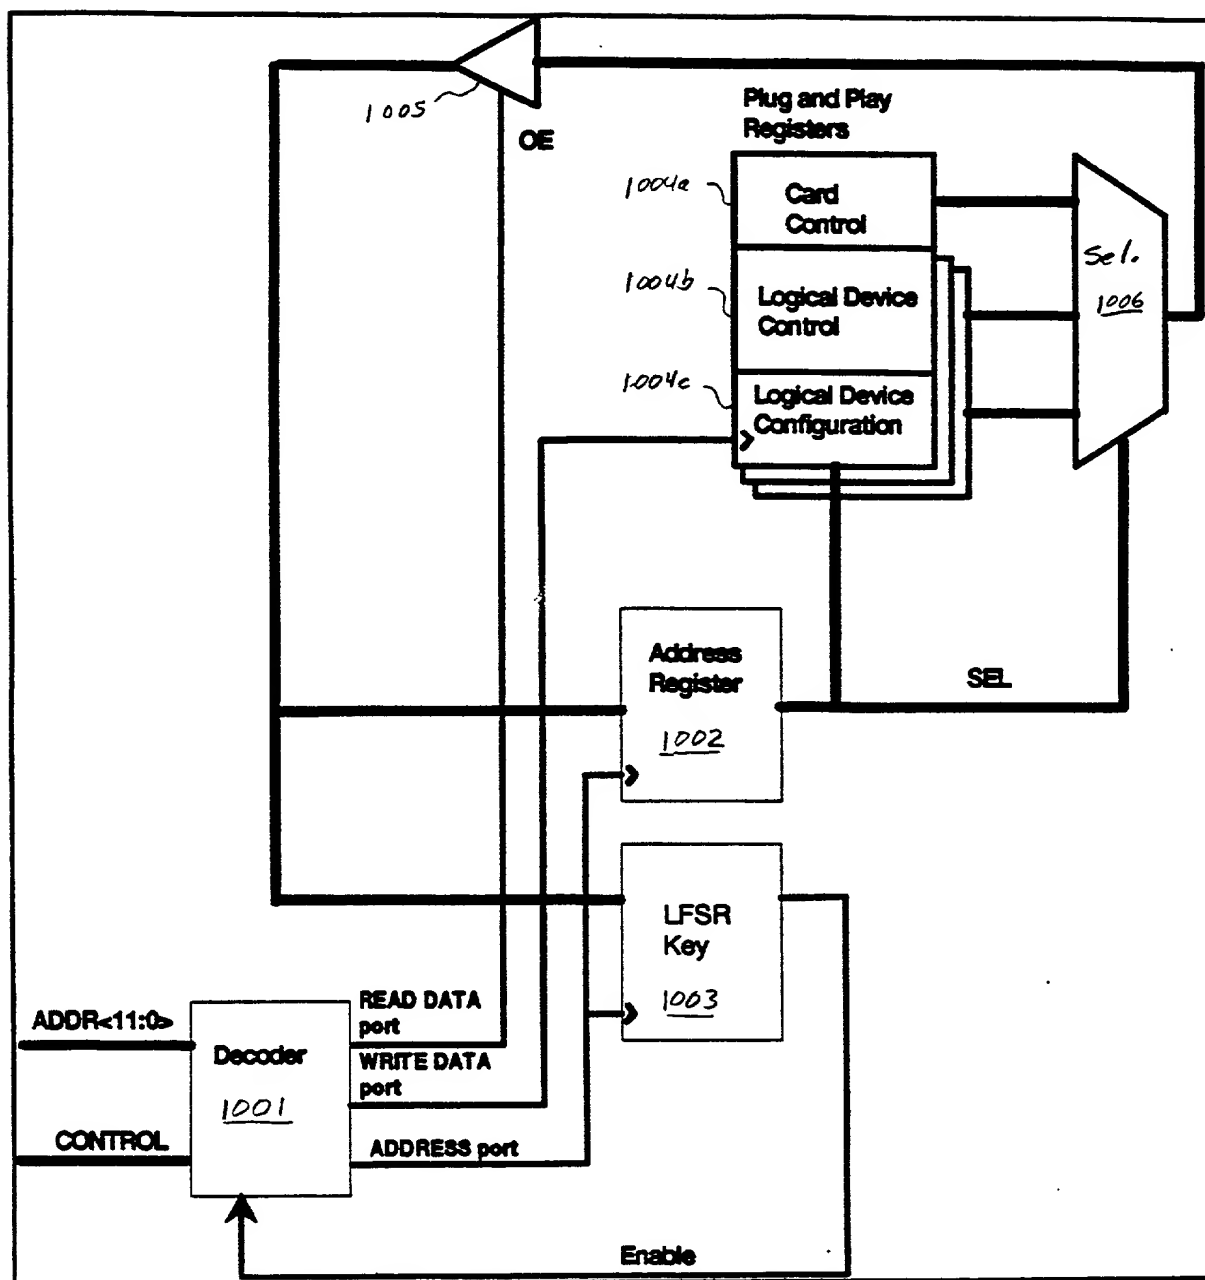 1005
OE
Plug and Play
Registers
1004a
Card
Control
1004b
Logical Device
Control
1004c
Logical Device
Configuration
Sel.
1006
Address
Register
1002
SEL
LFSR
Key
1003
ADDR<11:0>
CONTROL
Decoder
1001
READ DATA
port
WRITE DATA
port
ADDRESS port
Enable